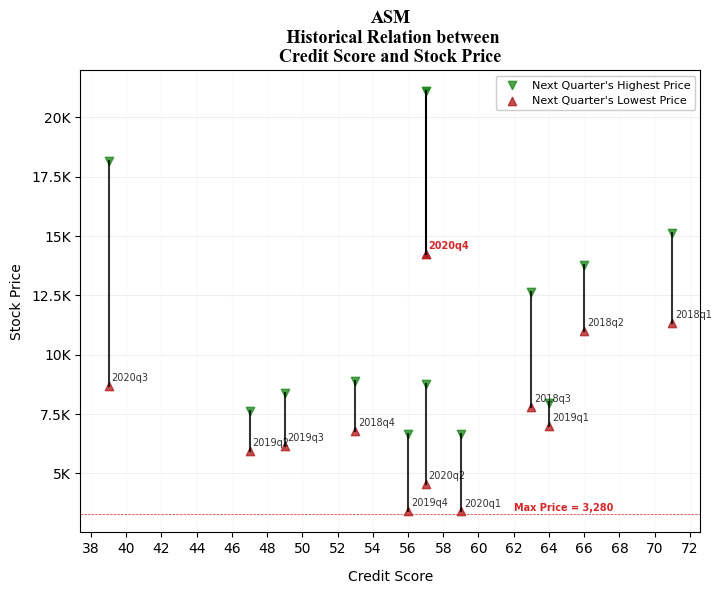 ASM
Historical Relation between
Credit Score and Stock Price
Next Quarter's Highest Price
Next Quarter's Lowest Price
20K
17.5K
15K
12.5K
10K
7.5K
5K
Stock Price
2020q4
2018q1
2018q2
2020q3
2018q3
2019q1
2018q4
2019q2
2019q3
2020q2
2019q4
2020q1
Max Price = 3,280
38 40 42 44 46 48 50 52 54 56 58 60 62 64 66 68 70 72
Credit Score